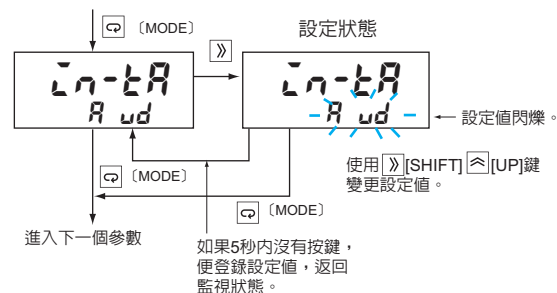 〔MODE〕
設定狀態
in-tA
A ud
in-tA
A ud
設定值閃爍。
使用 [SHIFT] [UP]鍵
變更設定值。
〔MODE〕
〔MODE〕
進入下一個參數
如果5秒内沒有按鍵，
便登錄設定值，返回
監視狀態。